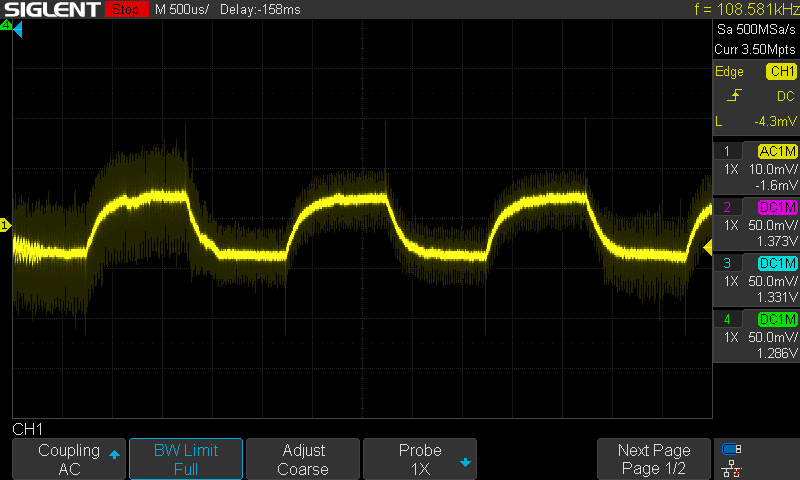 SIGLENT Stop M 500us/ Delay:-158ms f = 108.581kHz
Sa 500MSa/s
Curr 3.50Mpts
Edge CH1
DC
L -4.3mV
1 AC1M
1X 10.0mV/
-1.6mV
2 DC1M
1X 50.0mV/
1.373V
3 DC1M
1X 50.0mV/
1.331V
4 DC1M
1X 50.0mV/
1.286V
4
1
CH1
Coupling
AC
BW Limit
Full
Adjust
Coarse
Probe
1X
Next Page
Page 1/2